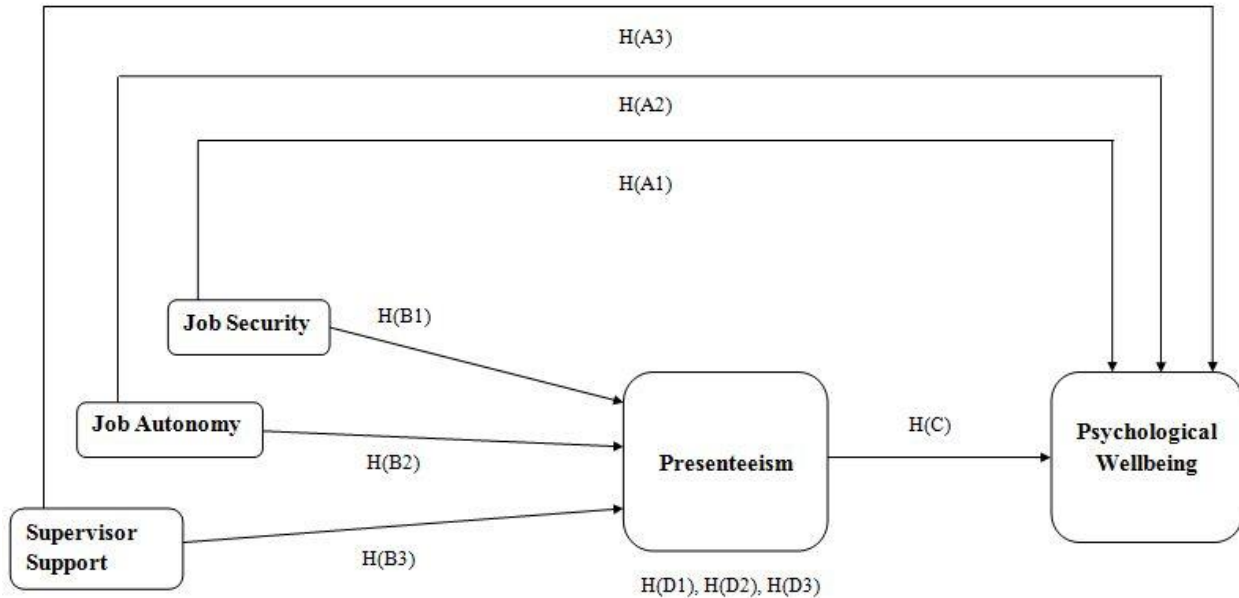 H(A3)
H(A2)
H(A1)
Job Security
H(B1)
Job Autonomy
H(B2)
Supervisor
Support
H(B3)
Presenteeism
H(D1), H(D2), H(D3)
H(C)
Psychological
Wellbeing